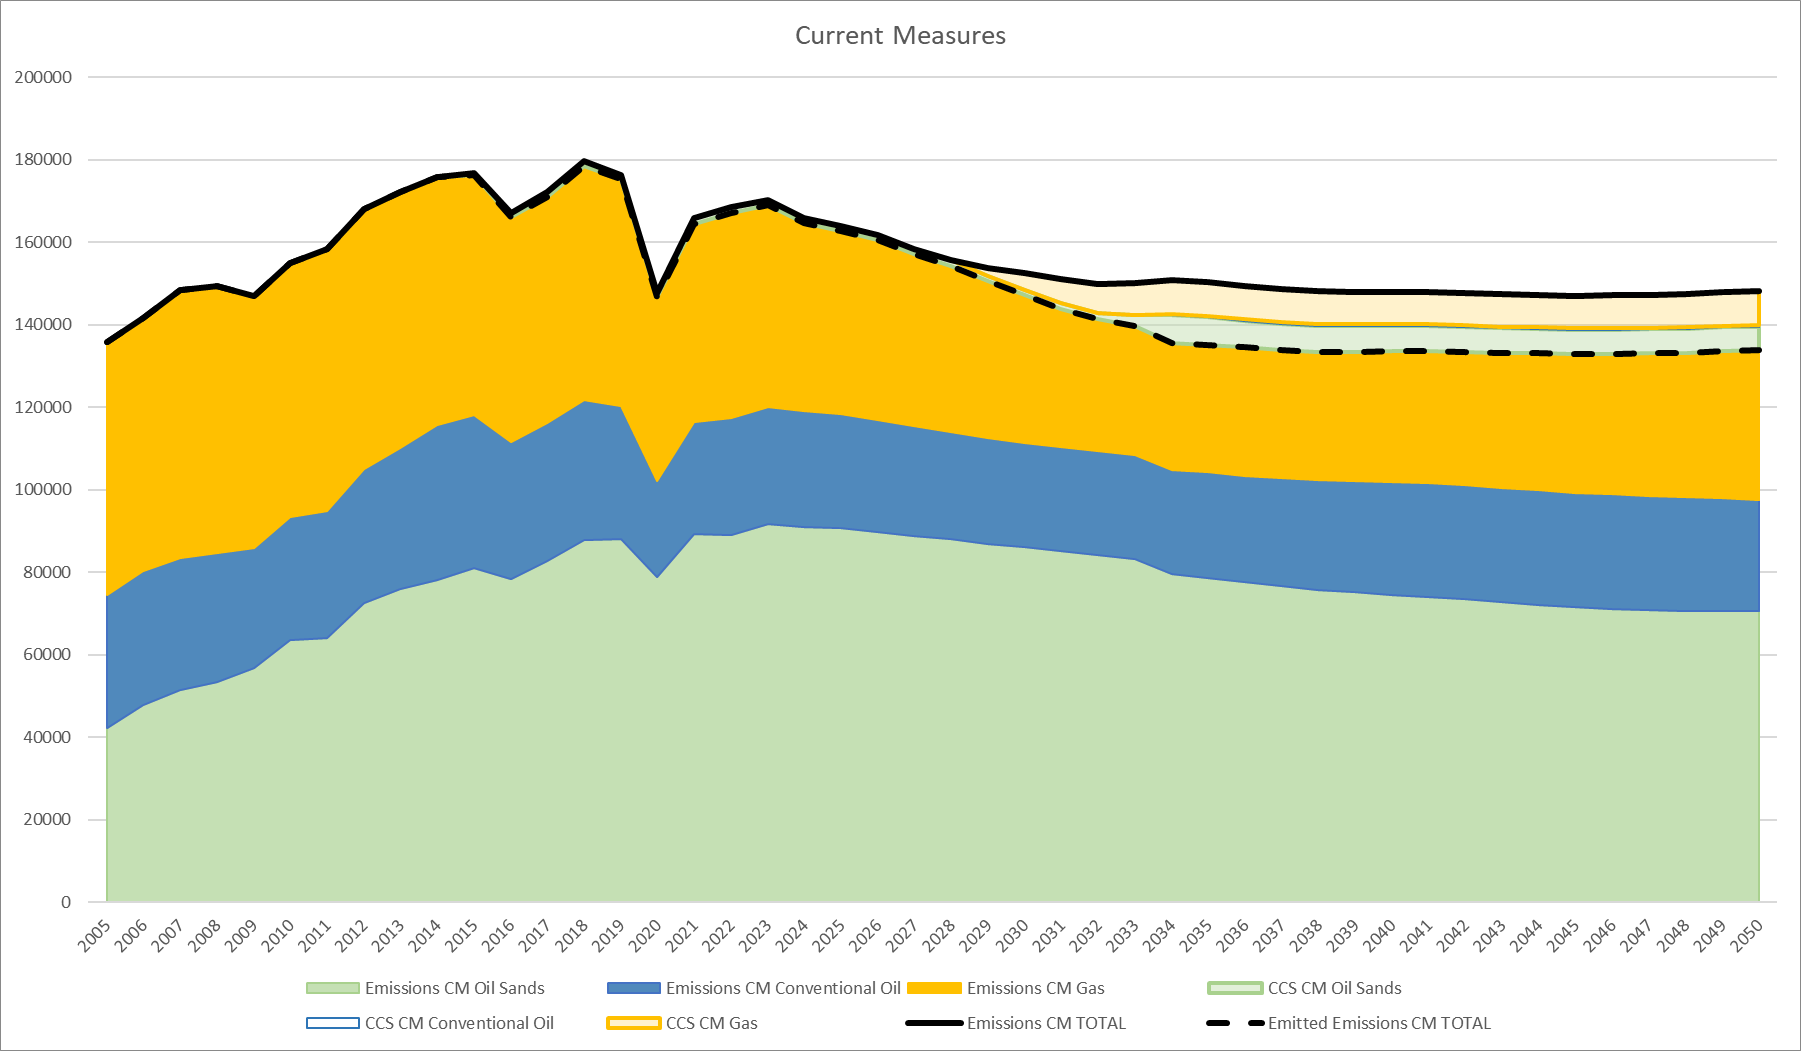 Current Measures
200000
180000
160000
140000
120000
100000
80000
60000
40000
20000
0
2005 2006 2007 2008 2009 2010 2011 2012 2013 2014 2015 2016 2017 2018 2019 2020 2021 2022 2023 2024 2025 2026 2027 2028 2029 2030 2031 2032 2033 2034 2035 2036 2037 2038 2039 2040 2041 2042 2043 2044 2045 2046 2047 2048 2049 2050
Emissions CM Oil Sands Emissions CM Conventional Oil Emissions CM Gas CCS CM Oil Sands
CCS CM Conventional Oil CCS CM Gas Emissions CM TOTAL Emitted Emissions CM TOTAL